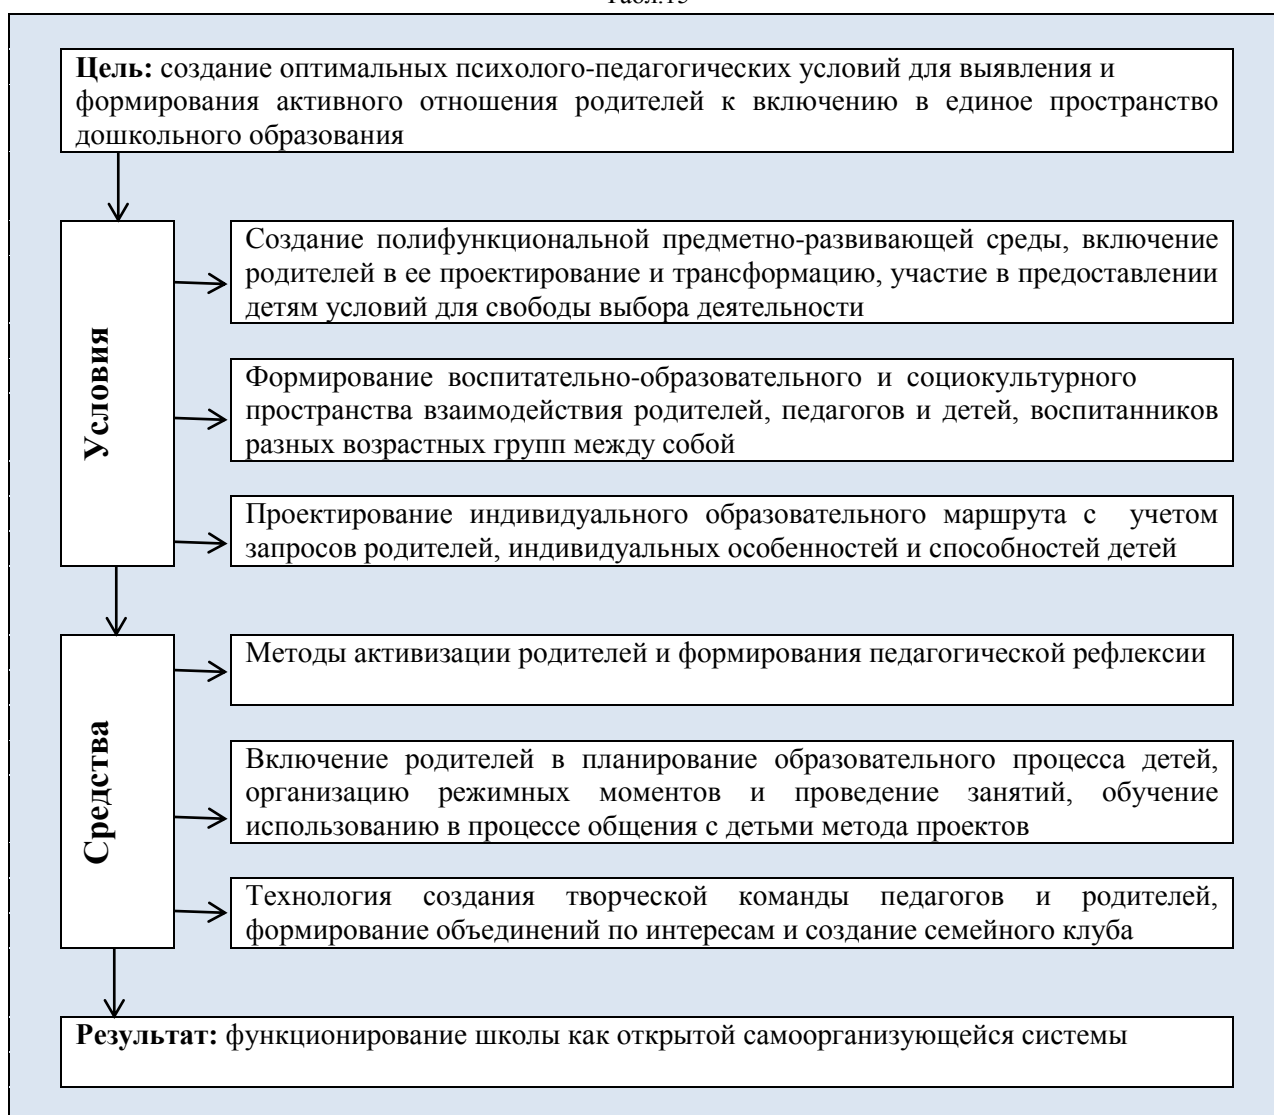 Цель: создание оптимальных психолого-педагогических условий для выявления и
формирования активного отношения родителей к включению в единое пространство
дошкольного образования
Условия
Создание полифункциональной предметно-развивающей среды, включение
родителей в ее проектирование и трансформацию, участие в предоставлении
детям условий для свободы выбора деятельности
Формирование воспитательно-образовательного и социокультурного
пространства взаимодействия родителей, педагогов и детей, воспитанников
разных возрастных групп между собой
Проектирование индивидуального образовательного маршрута с учетом
запросов родителей, индивидуальных особенностей и способностей детей
Средства
Методы активизации родителей и формирования педагогической рефлексии
Включение родителей в планирование образовательного процесса детей,
организацию режимных моментов и проведение занятий, обучение
использованию в процессе общения с детьми метода проектов
Технология создания творческой команды педагогов и родителей,
формирование объединений по интересам и создание семейного клуба
Результат: функционирование школы как открытой самоорганизующейся системы